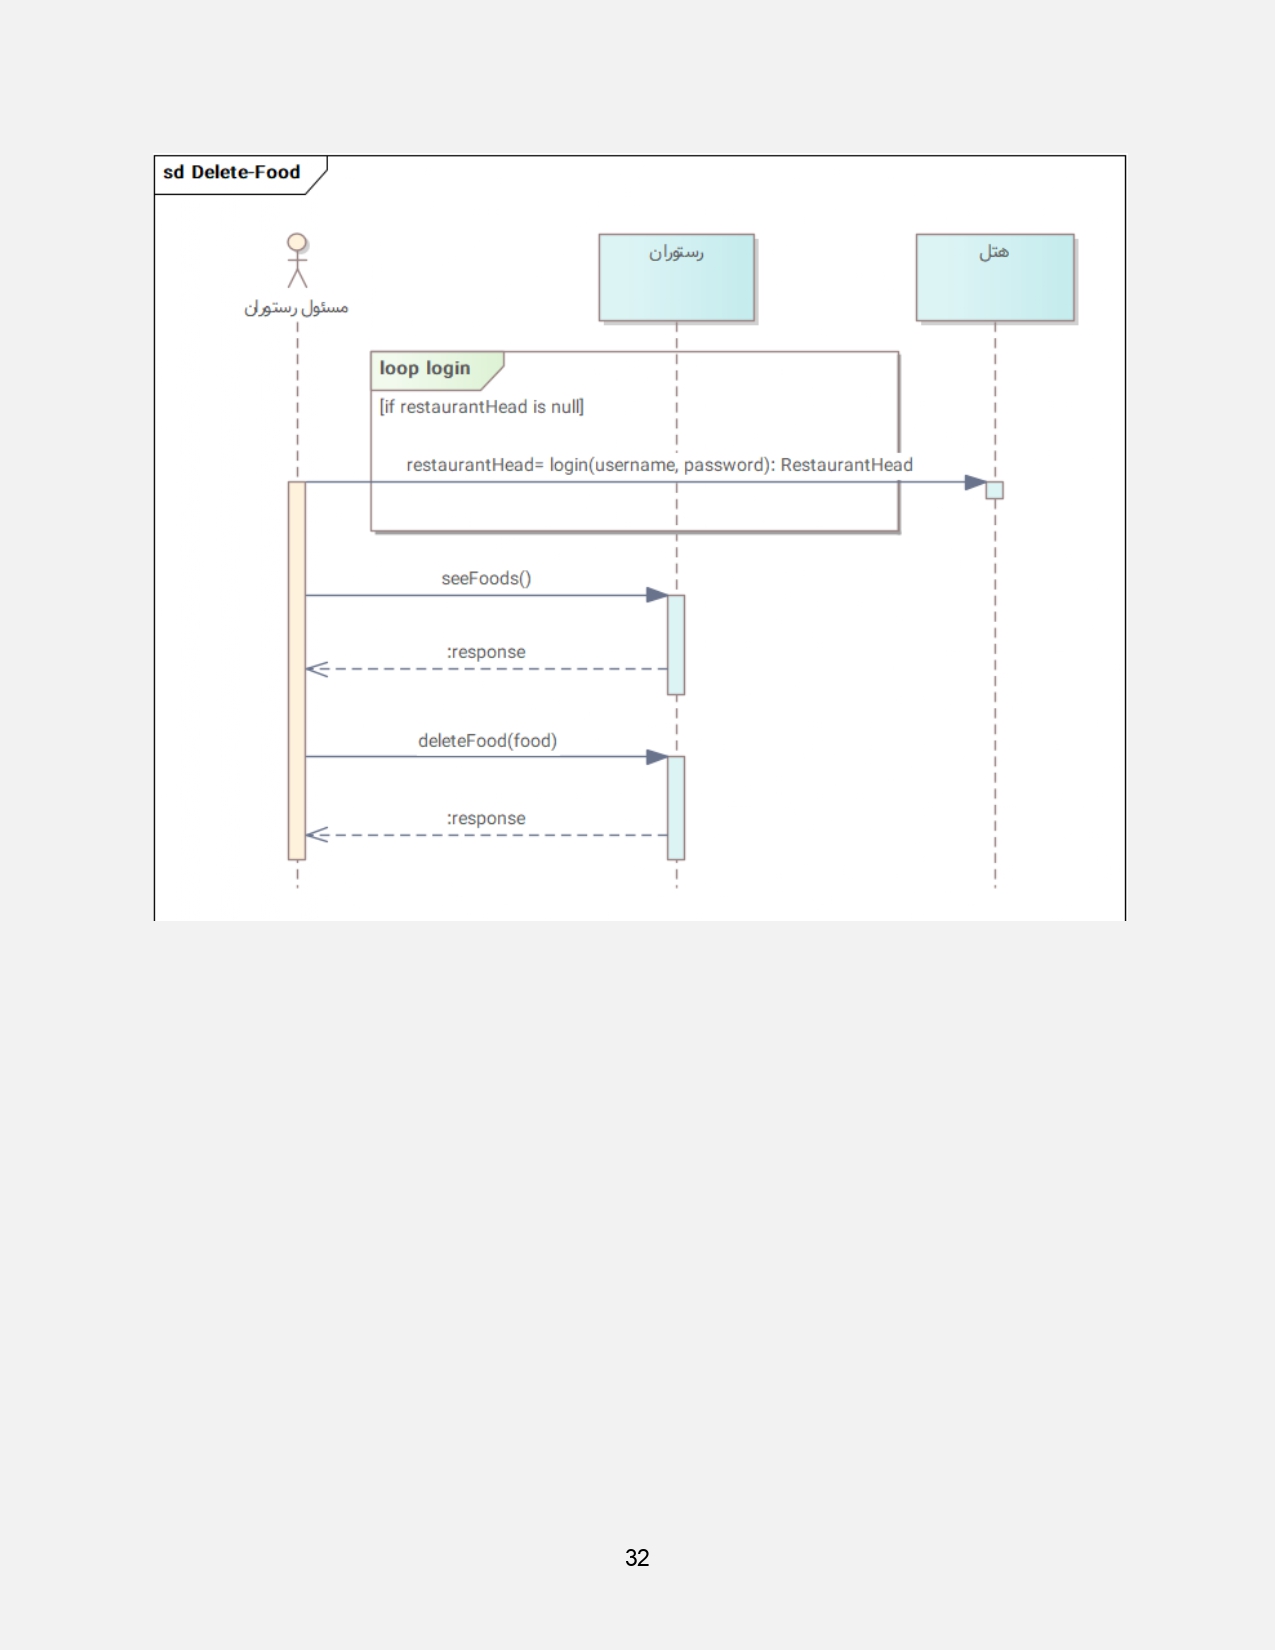 sd Delete-Food
مسئول رستوران
رستوران
هتل
loop login
[if restaurantHead is null]
restaurantHead= login(username, password): RestaurantHead
seeFoods()
:response
deleteFood(food)
:response
32